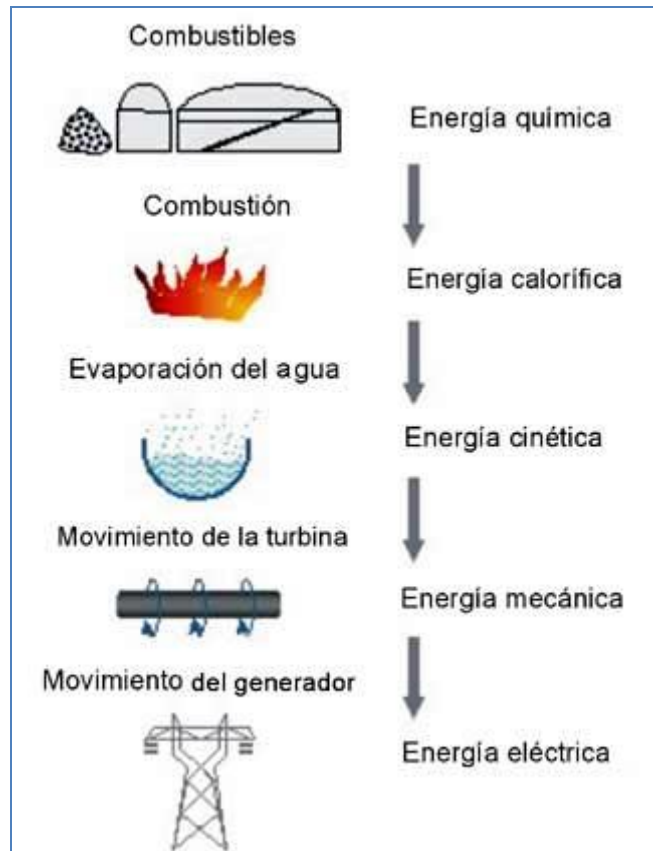 Combustibles
Energía química
Combustión
Energía calorífica
Evaporación del agua
Energía cinética
Movimiento de la turbina
Energía mecánica
Movimiento del generador
Energía eléctrica